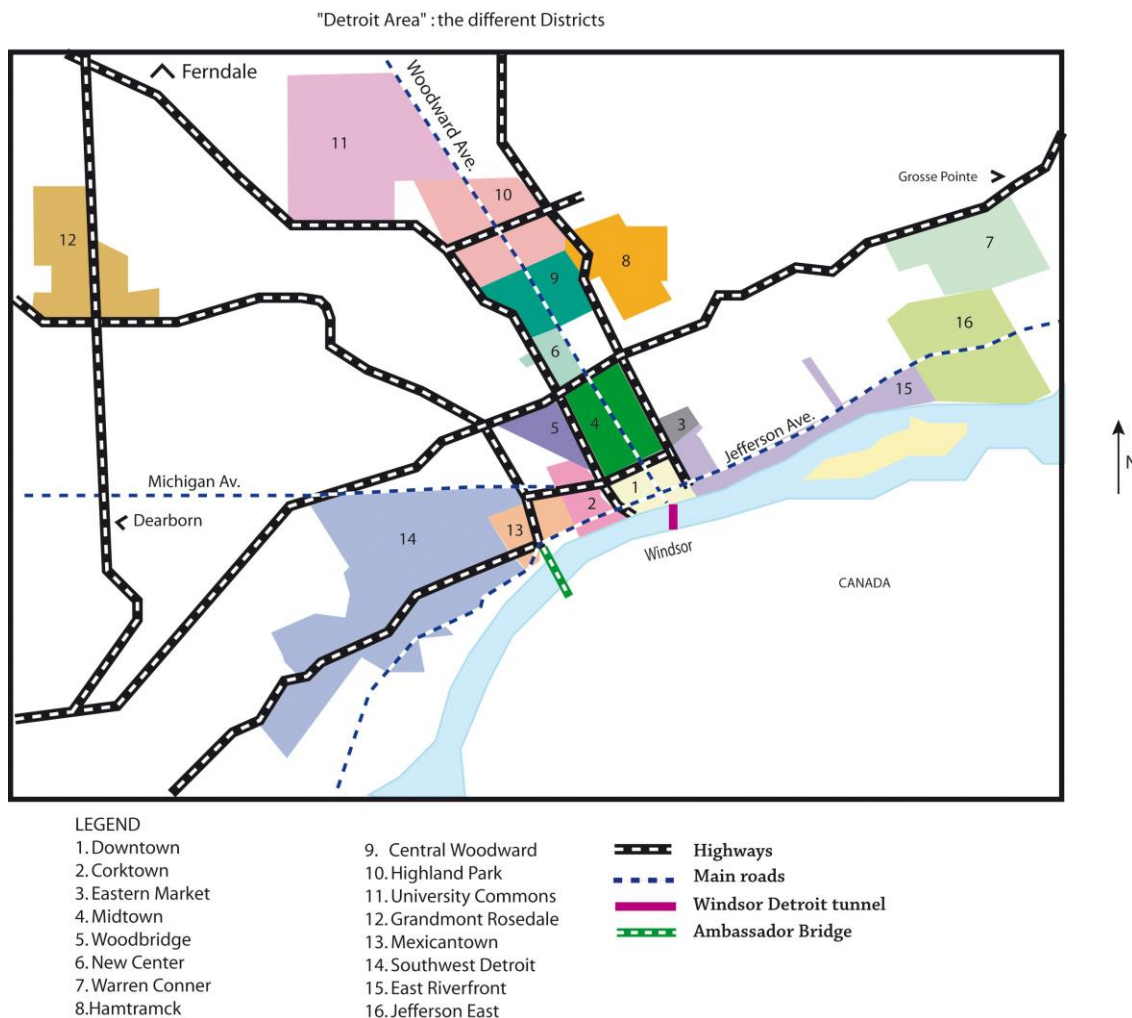 "Detroit Area" : the different Districts
Ferndale
Woodward Ave.
11
10
Grosse Pointe
12
7
8
9
16
6
15
4
3
5
Jefferson Ave.
Michigan Av.
1
2
Dearborn
13
14
Windsor
CANADA
N
LEGEND
1. Downtown
2. Corktown
3. Eastern Market
4. Midtown
5. Woodbridge
6. New Center
7. Warren Conner
8.Hamtramck
9. Central Woodward
10. Highland Park
11. University Commons
12. Grandmont Rosedale
13. Mexicantown
14. Southwest Detroit
15. East Riverfront
16. Jefferson East
Highways
Main roads
Windsor Detroit tunnel
Ambassador Bridge